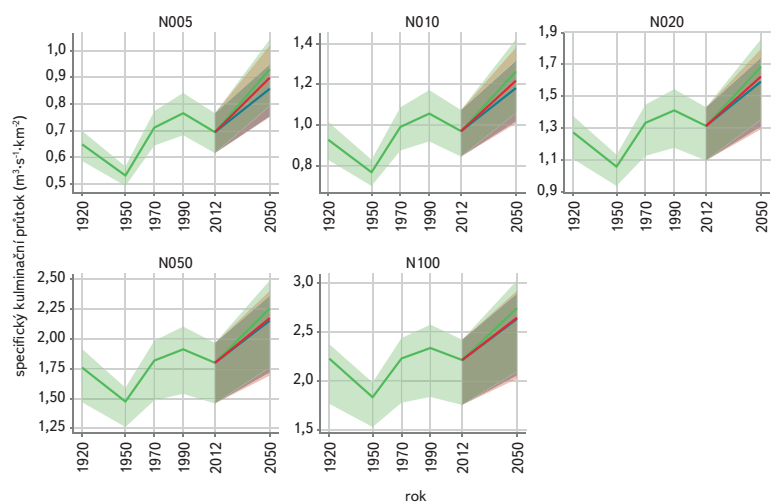 N005
N010
N020
1,0
0,9
0,8
0,7
0,6
0,5
1,4
1,2
1,0
0,8
1,9
1,7
1,5
1,3
1,1
0,9
1920 1950 1970 1990 2012 2050
1920 1950 1970 1990 2012 2050
1920 1950 1970 1990 2012 2050
specifický kulminační průtok (m³·s⁻¹·km⁻²)
N050
N100
2,50
2,25
2,00
1,75
1,50
1,25
3,0
2,5
2,0
1,5
1920 1950 1970 1990 2012 2050
1920 1950 1970 1990 2012 2050
rok